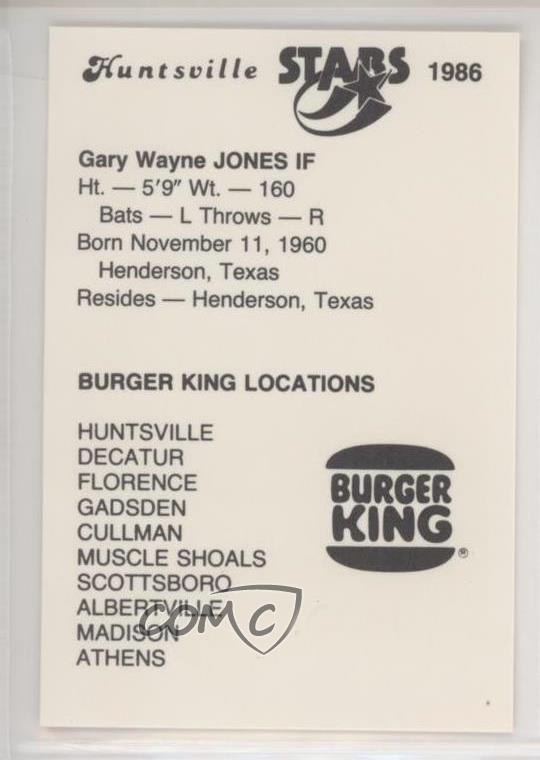 Huntsville STARS 1986
Gary Wayne JONES IF
Ht. — 5'9" Wt. — 160
Bats — L Throws — R
Born November 11, 1960
Henderson, Texas
Resides — Henderson, Texas
BURGER KING LOCATIONS
HUNTSVILLE
DECATUR
FLORENCE
GADSDEN
CULLMAN
MUSCLE SHOALS
SCOTTSBORO
ALBERTVILLE
MADISON
ATHENS
BURGER
KING®
COMC